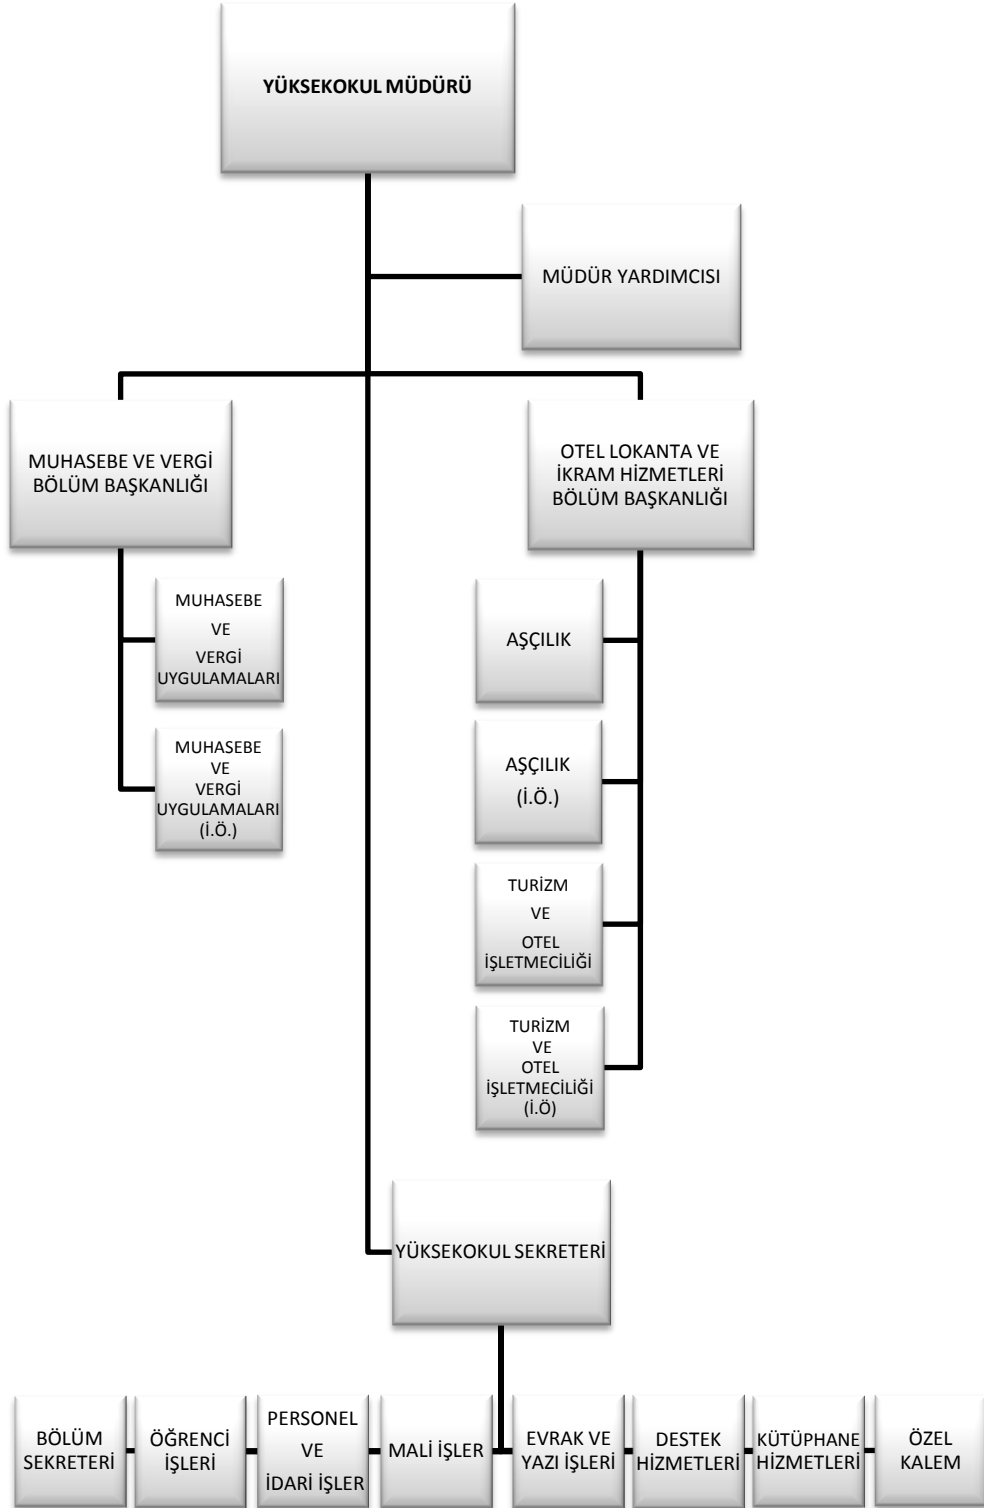 YÜKSEKOKUL MÜDÜRÜ
MÜDÜR YARDIMCISI
MUHASEBE VE VERGİ
BÖLÜM BAŞKANLIĞI
OTEL LOKANTA VE
İKRAM HİZMETLERİ
BÖLÜM BAŞKANLIĞI
MUHASEBE
VE
VERGİ
UYGULAMALARI
MUHASEBE
VE
VERGİ
UYGULAMALARI
(İ.Ö.)
AŞÇILIK
AŞÇILIK
(İ.Ö.)
TURİZM
VE
OTEL
İŞLETMECİLİĞİ
TURİZM
VE
OTEL
İŞLETMECİLİĞİ
(İ.Ö)
YÜKSEKOKUL SEKRETERİ
BÖLÜM
SEKRETERİ
ÖĞRENCİ
İŞLERİ
PERSONEL
VE
İDARİ İŞLER
MALİ İŞLER
EVRAK VE
YAZI İŞLERİ
DESTEK
HİZMETLERİ
KÜTÜPHANE
HİZMETLERİ
ÖZEL
KALEM